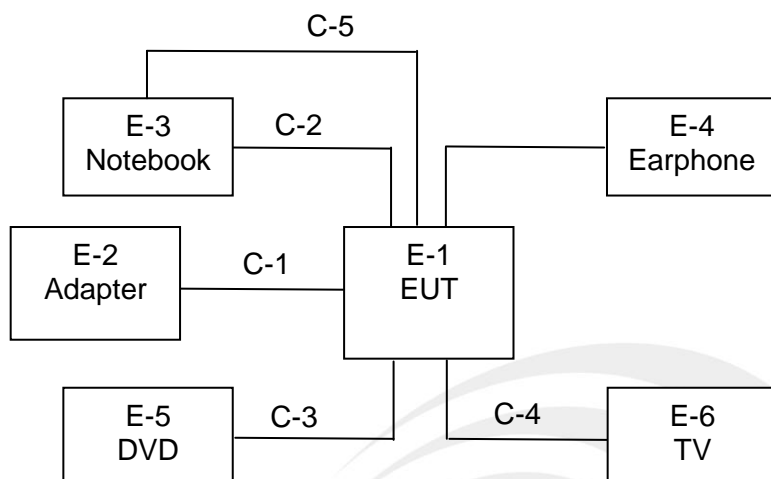 C-5
E-3
Notebook
C-2
E-4
Earphone
E-2
Adapter
C-1
E-1
EUT
E-5
DVD
C-3
C-4
E-6
TV